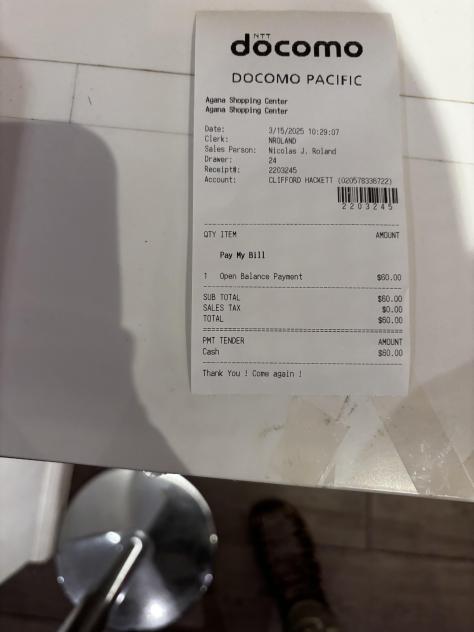 NTT
döcomo
DOCOMO PACIFIC
Agana Shopping Center
Agana Shopping Center
Date: 3/15/2025 10:29:07
Clerk: NROLAND
Sales Person: Nicolas J. Roland
Drawer: 24
Receipt#: 2203245
Account: CLIFFORD HACKETT (020578338722)
2203245
QTY ITEM AMOUNT
Pay My Bill
1 Open Balance Payment $60.00
SUB TOTAL $60.00
SALES TAX $0.00
TOTAL $60.00
PMT TENDER AMOUNT
Cash $60.00
Thank You ! Come again !